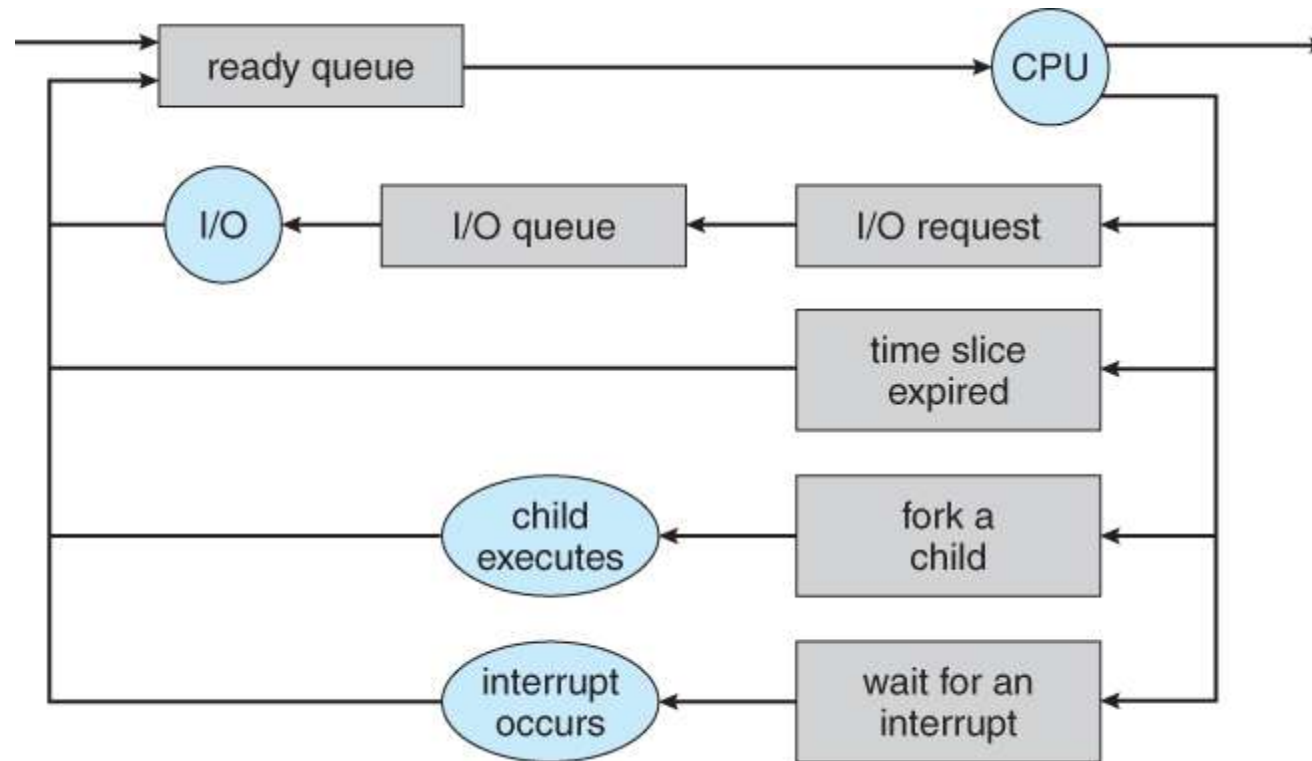 ready queue
CPU
I/O
I/O queue
I/O request
time slice
expired
child
executes
fork a
child
interrupt
occurs
wait for an
interrupt